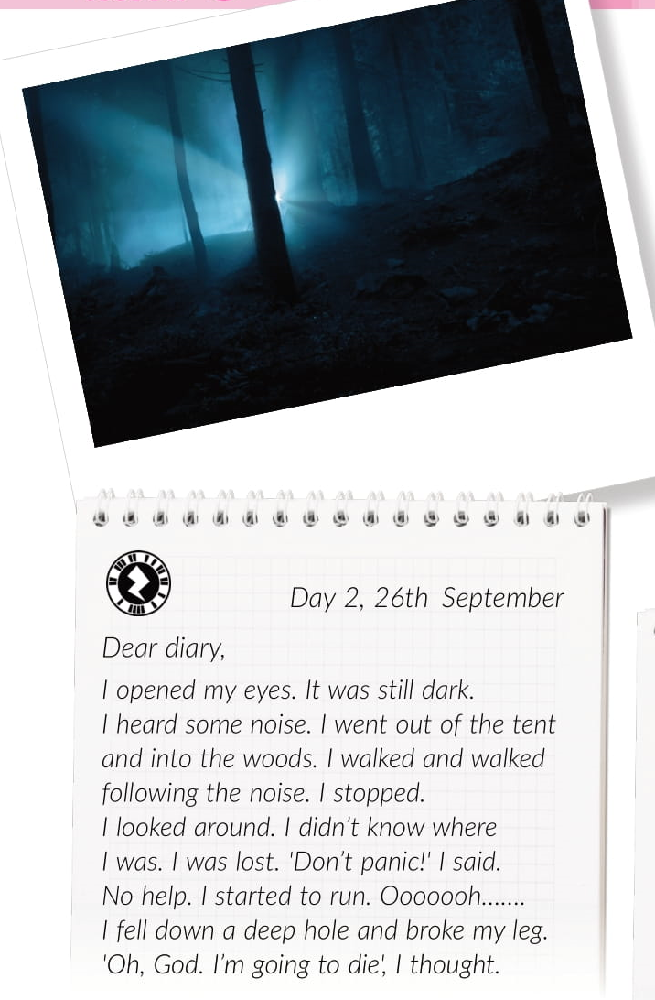 Day 2, 26th September
Dear diary,
I opened my eyes. It was still dark.
I heard some noise. I went out of the tent
and into the woods. I walked and walked
following the noise. I stopped.
I looked around. I didn't know where
I was. I was lost. 'Don't panic!' I said.
No help. I started to run. Ooooooh.......
I fell down a deep hole and broke my leg.
'Oh, God. I'm going to die', I thought.